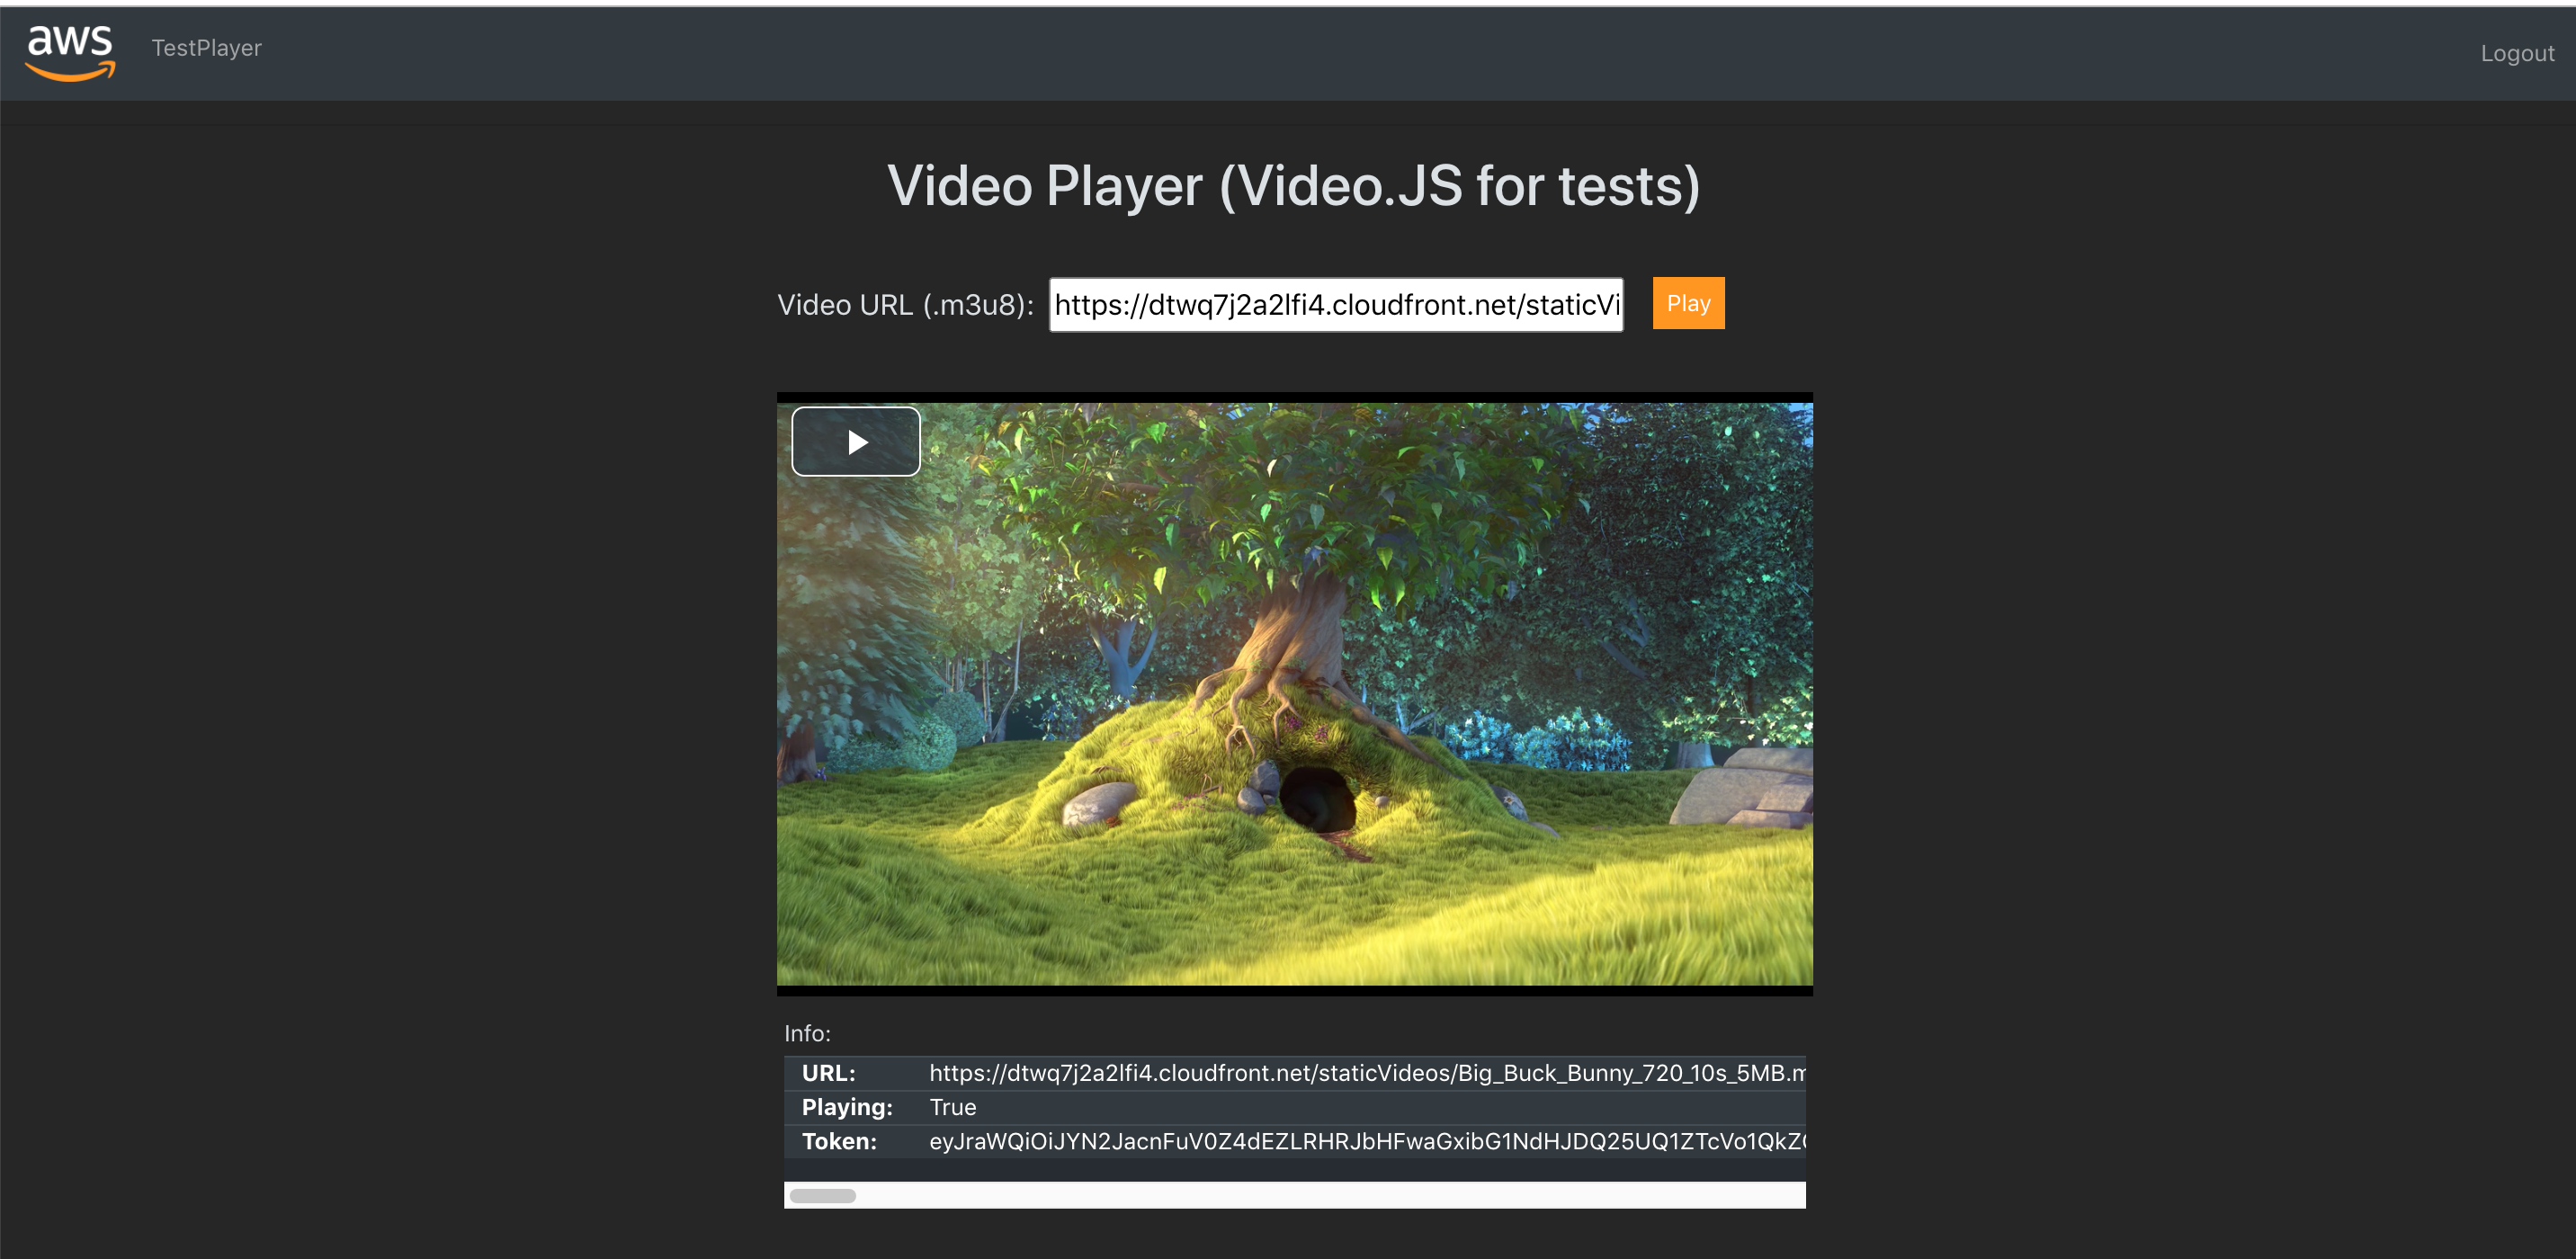 aws
TestPlayer
Logout
Video Player (Video.JS for tests)
Video URL (.m3u8): https://dtwq7j2a2lfi4.cloudfront.net/staticVi
Play
Info:
URL: https://dtwq7j2a2lfi4.cloudfront.net/staticVideos/Big_Buck_Bunny_720_10s_5MB.m
Playing: True
Token: eyJraWQiOiJYN2JacnFuV0Z4dEZLRHRJbHFwaGxibG1NdHJDQ25UQ1ZTcVo1QkZ